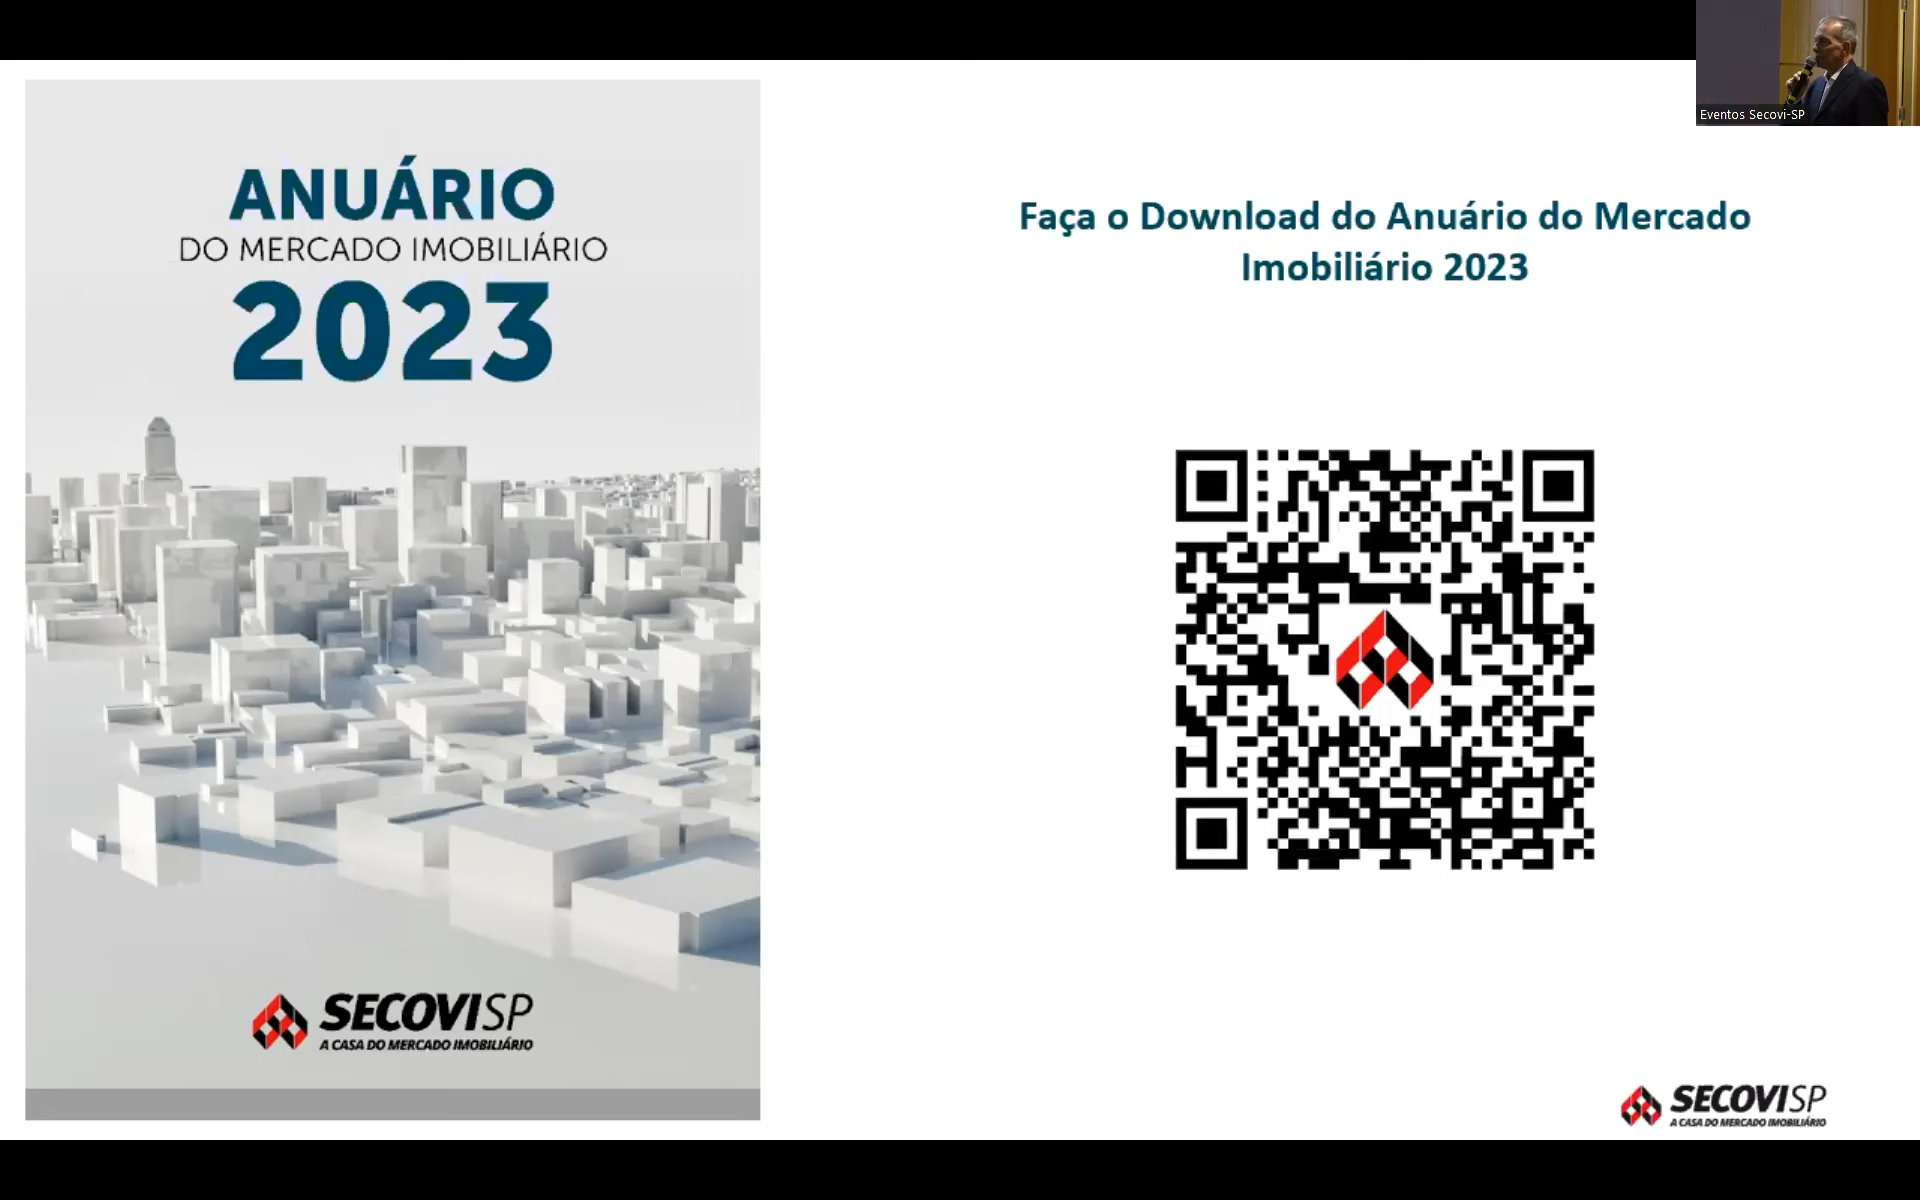 Eventos Secovi-SP
ANUÁRIO
DO MERCADO IMOBILIÁRIO
2023
SECOVISP
A CASA DO MERCADO IMOBILIÁRIO
Faça o Download do Anuário do Mercado
Imobiliário 2023
SECOVISP
A CASA DO MERCADO IMOBILIÁRIO